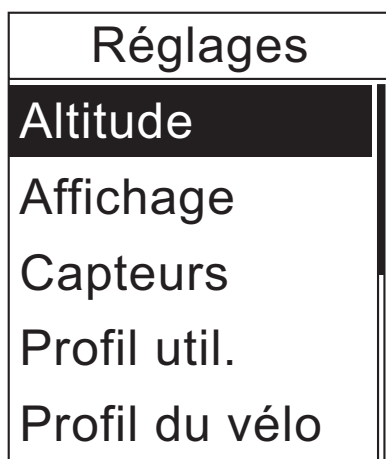 Réglages
Altitude
Affichage
Capteurs
Profil util.
Profil du vélo